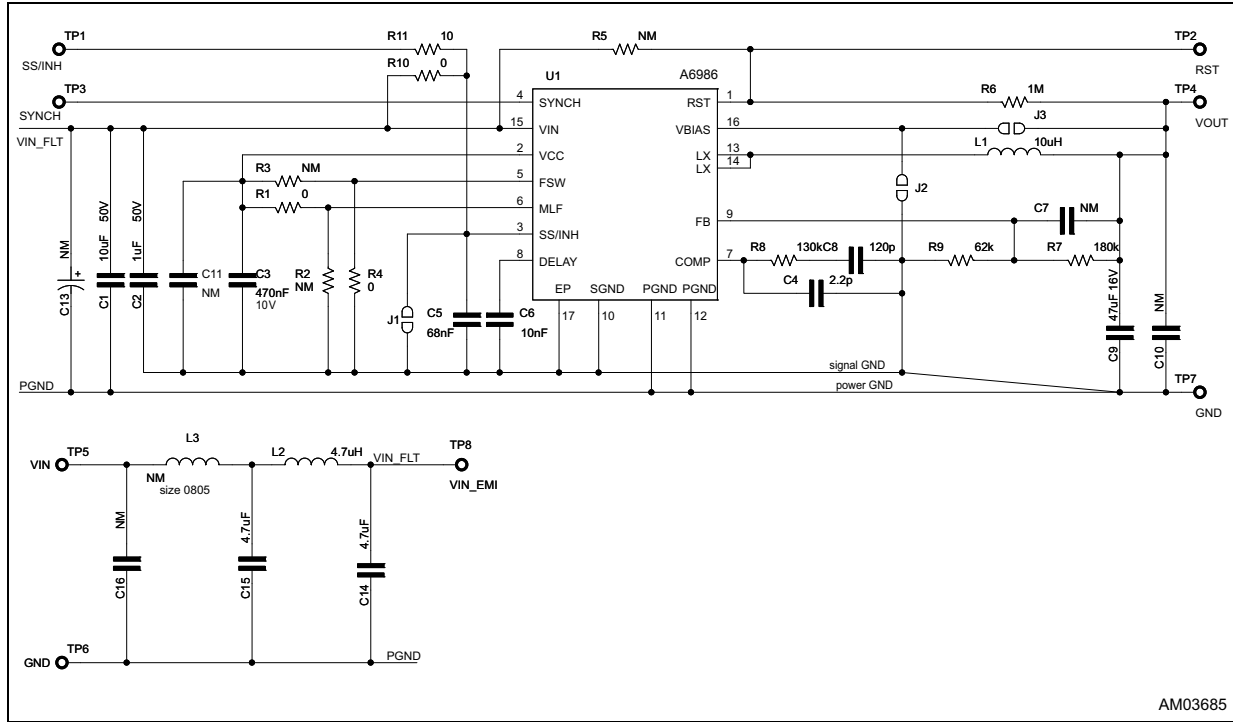 TP1
SS/INH
R11 10
R10 0
R5 NM
TP2
RST
U1
A6986
TP3
SYNCH
4 SYNCH
RST 1
R6 1M
TP4
VOUT
J3
VIN_FLT
15 VIN
VBIAS 16
2 VCC
LX 13
LX 14
L1 10uH
R3 NM
5 FSW
R1 0
6 MLF
J2
FB 9
C7 NM
3 SS/INH
8 DELAY
COMP 7
R8 130k
C8 120p
R9 62k
R7 180k
C4 2.2p
NM
C13
+
10uF 50V
C1
1uF 50V
C2
C11
NM
C3
470nF
10V
R2
NM
R4
0
J1
C5
68nF
C6
10nF
EP SGND PGND PGND
17 10 11 12
47uF 16V
C9
NM
C10
signal GND
PGND
power GND
TP7
GND
VIN
TP5
L3
NM
size 0805
L2 4.7uH
VIN_FLT
TP8
VIN_EMI
NM
C16
4.7uF
C15
4.7uF
C14
GND
TP6
PGND
AM03685